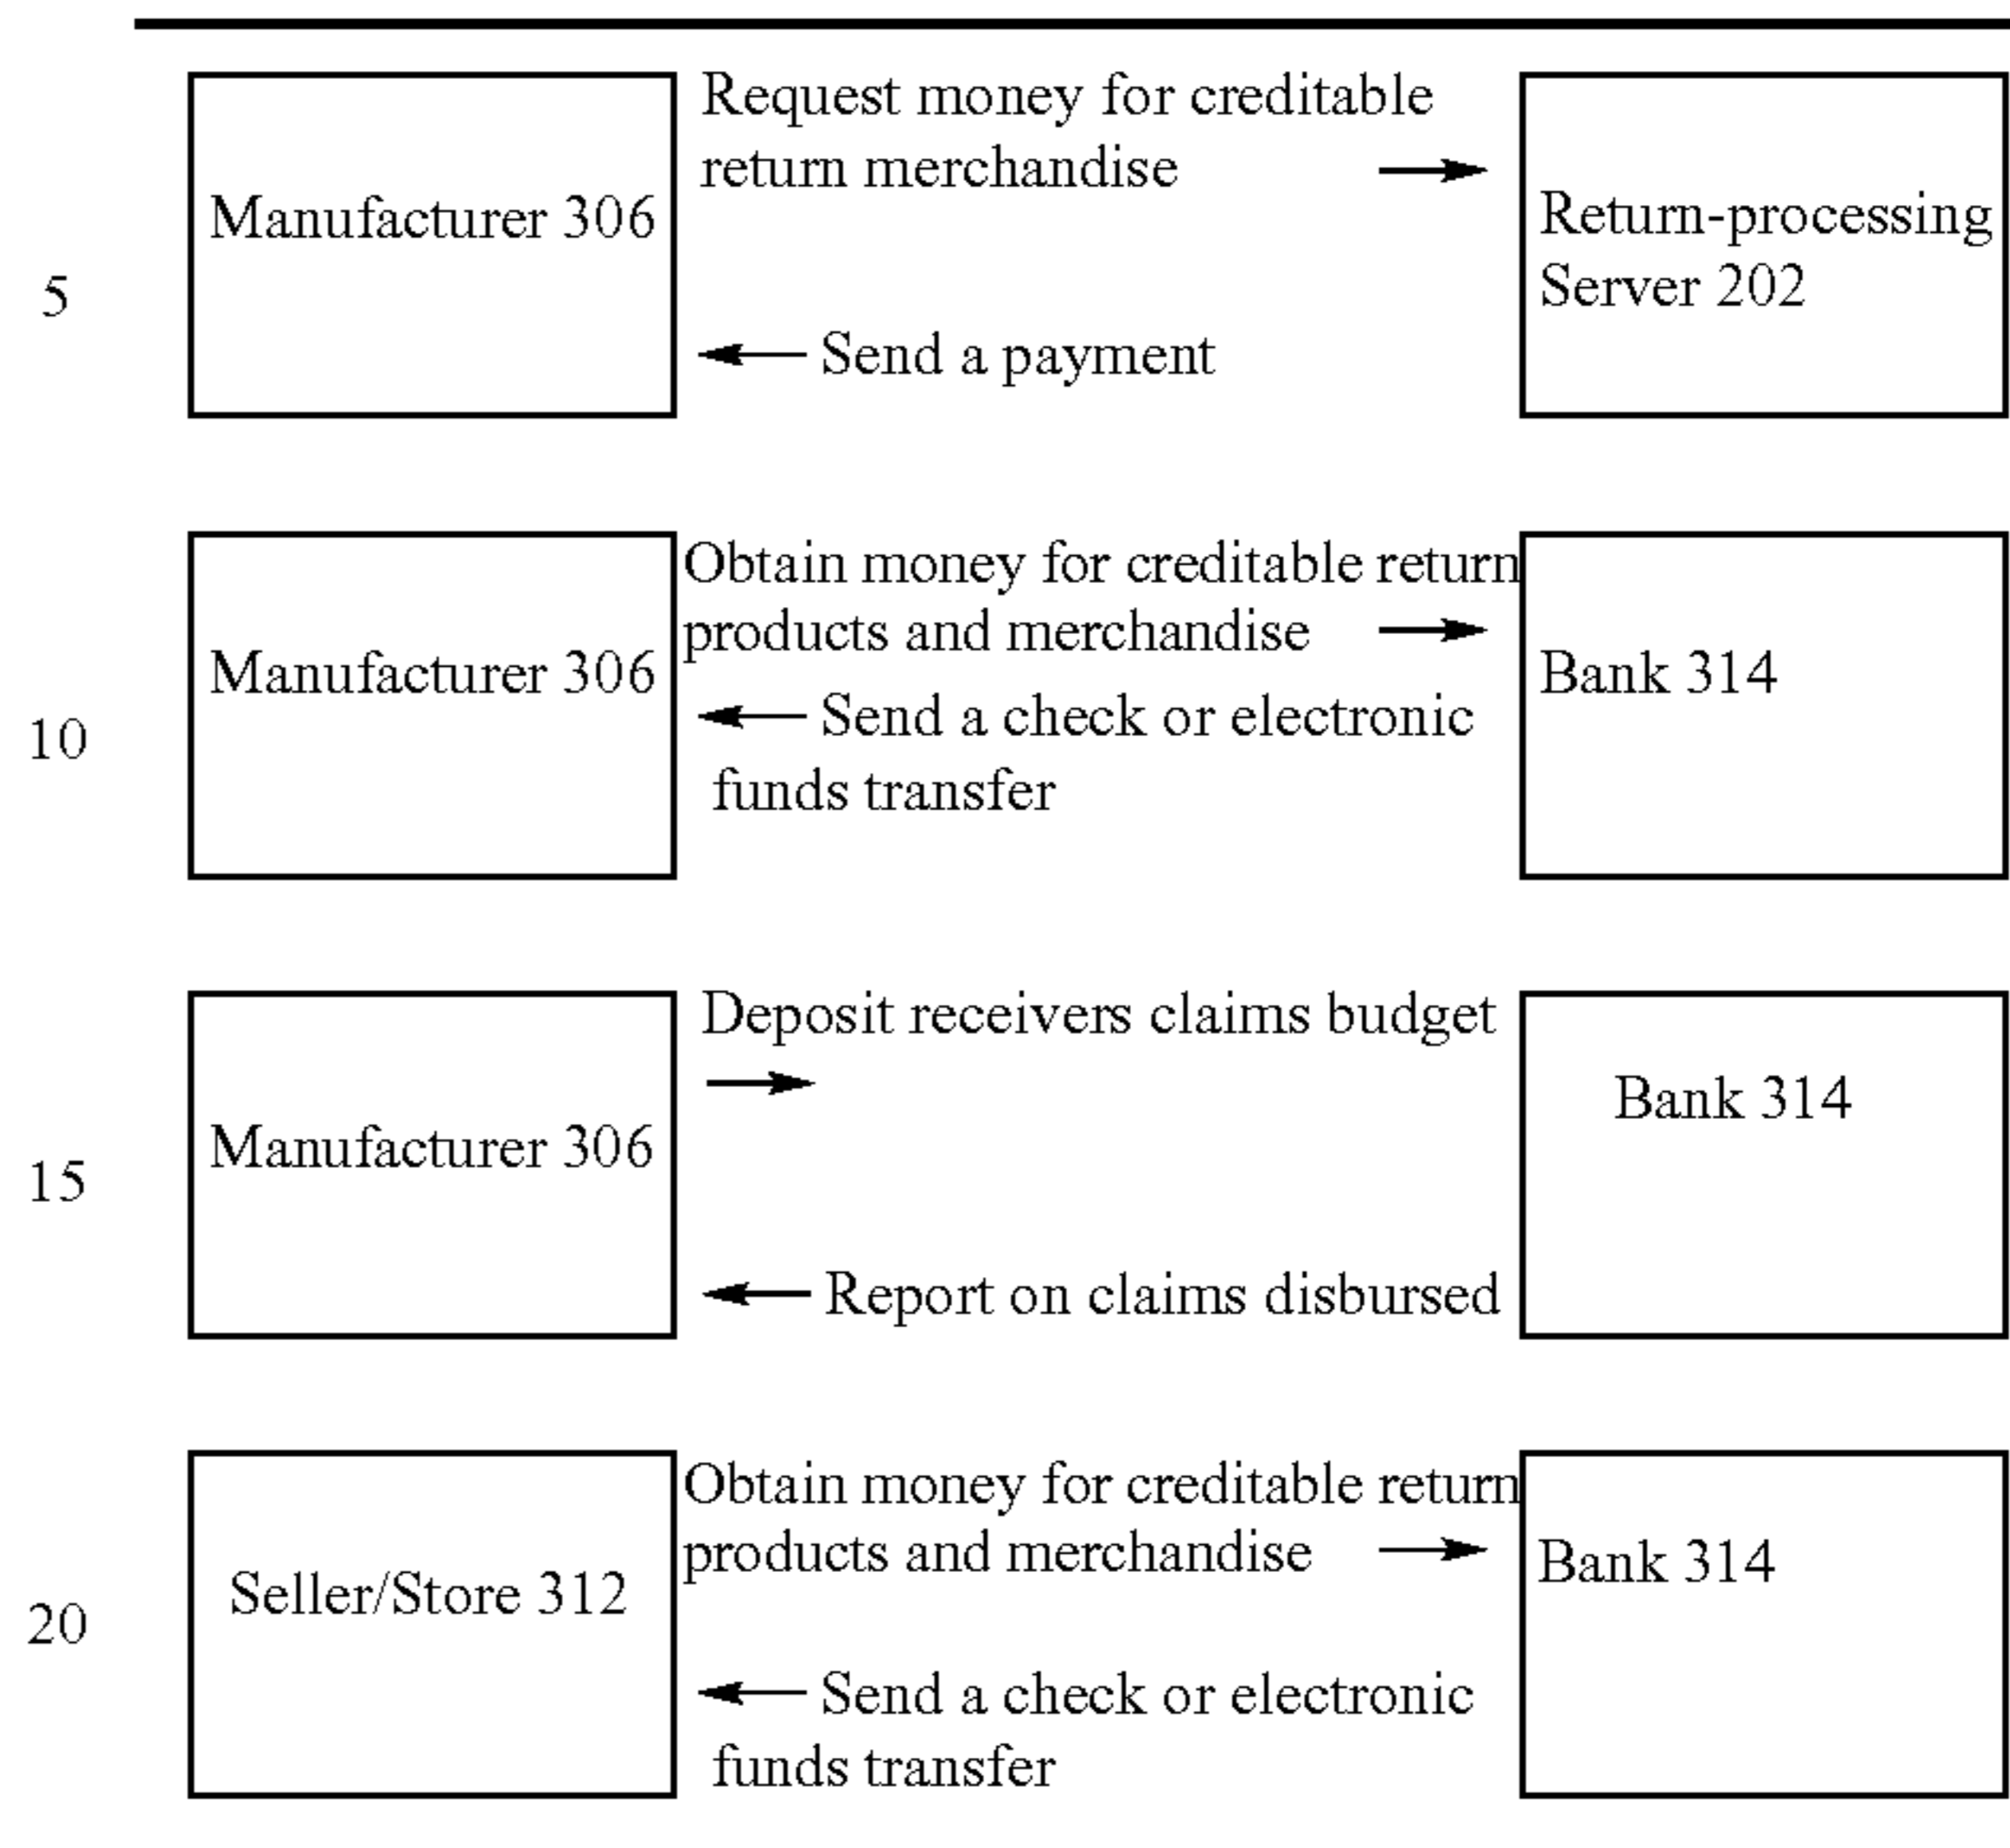 Request money for creditable
return merchandise
Manufacturer 306
Return-processing
Server 202
5
Send a payment
Obtain money for creditable return
products and merchandise
Manufacturer 306
Bank 314
Send a check or electronic
10
funds transfer
Deposit receivers claims budget
Bank 314
Manufacturer 306
15
Report on claims disbursed
Obtain money for creditable return
products and merchandise
Bank 314
Seller/Store 312
20
Send a check or electronic
funds transfer